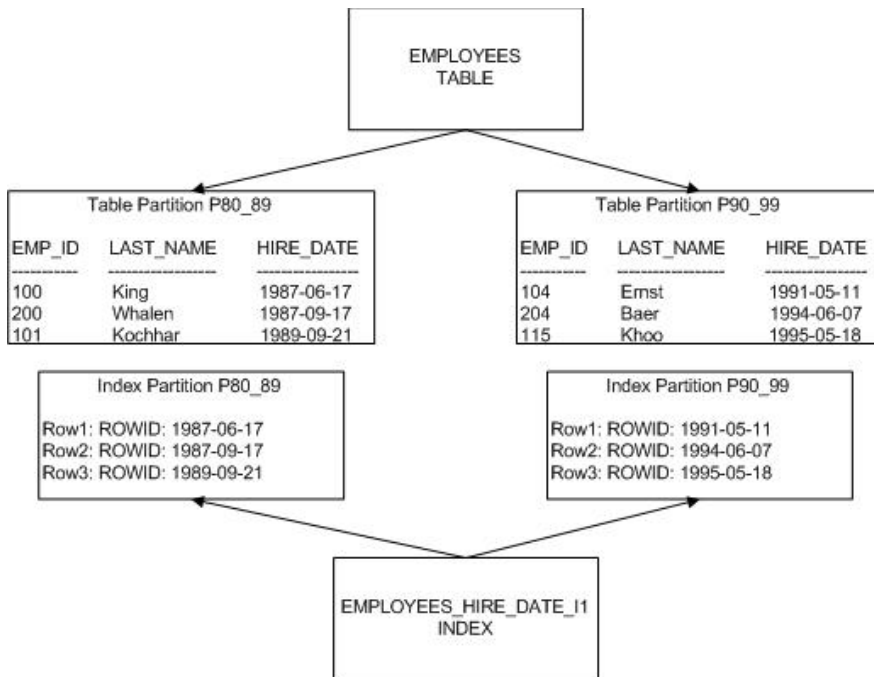 EMPLOYEES
TABLE
Table Partition P80_89
EMP_ID LAST_NAME HIRE_DATE
------------ -------------------- -------------------
100 King 1987-06-17
200 Whalen 1987-09-17
101 Kochhar 1989-09-21
Table Partition P90_99
EMP_ID LAST_NAME HIRE_DATE
------------ -------------------- -------------------
104 Ernst 1991-05-11
204 Baer 1994-06-07
115 Khoo 1995-05-18
Index Partition P80_89
Row1: ROWID: 1987-06-17
Row2: ROWID: 1987-09-17
Row3: ROWID: 1989-09-21
Index Partition P90_99
Row1: ROWID: 1991-05-11
Row2: ROWID: 1994-06-07
Row3: ROWID: 1995-05-18
EMPLOYEES_HIRE_DATE_I1
INDEX